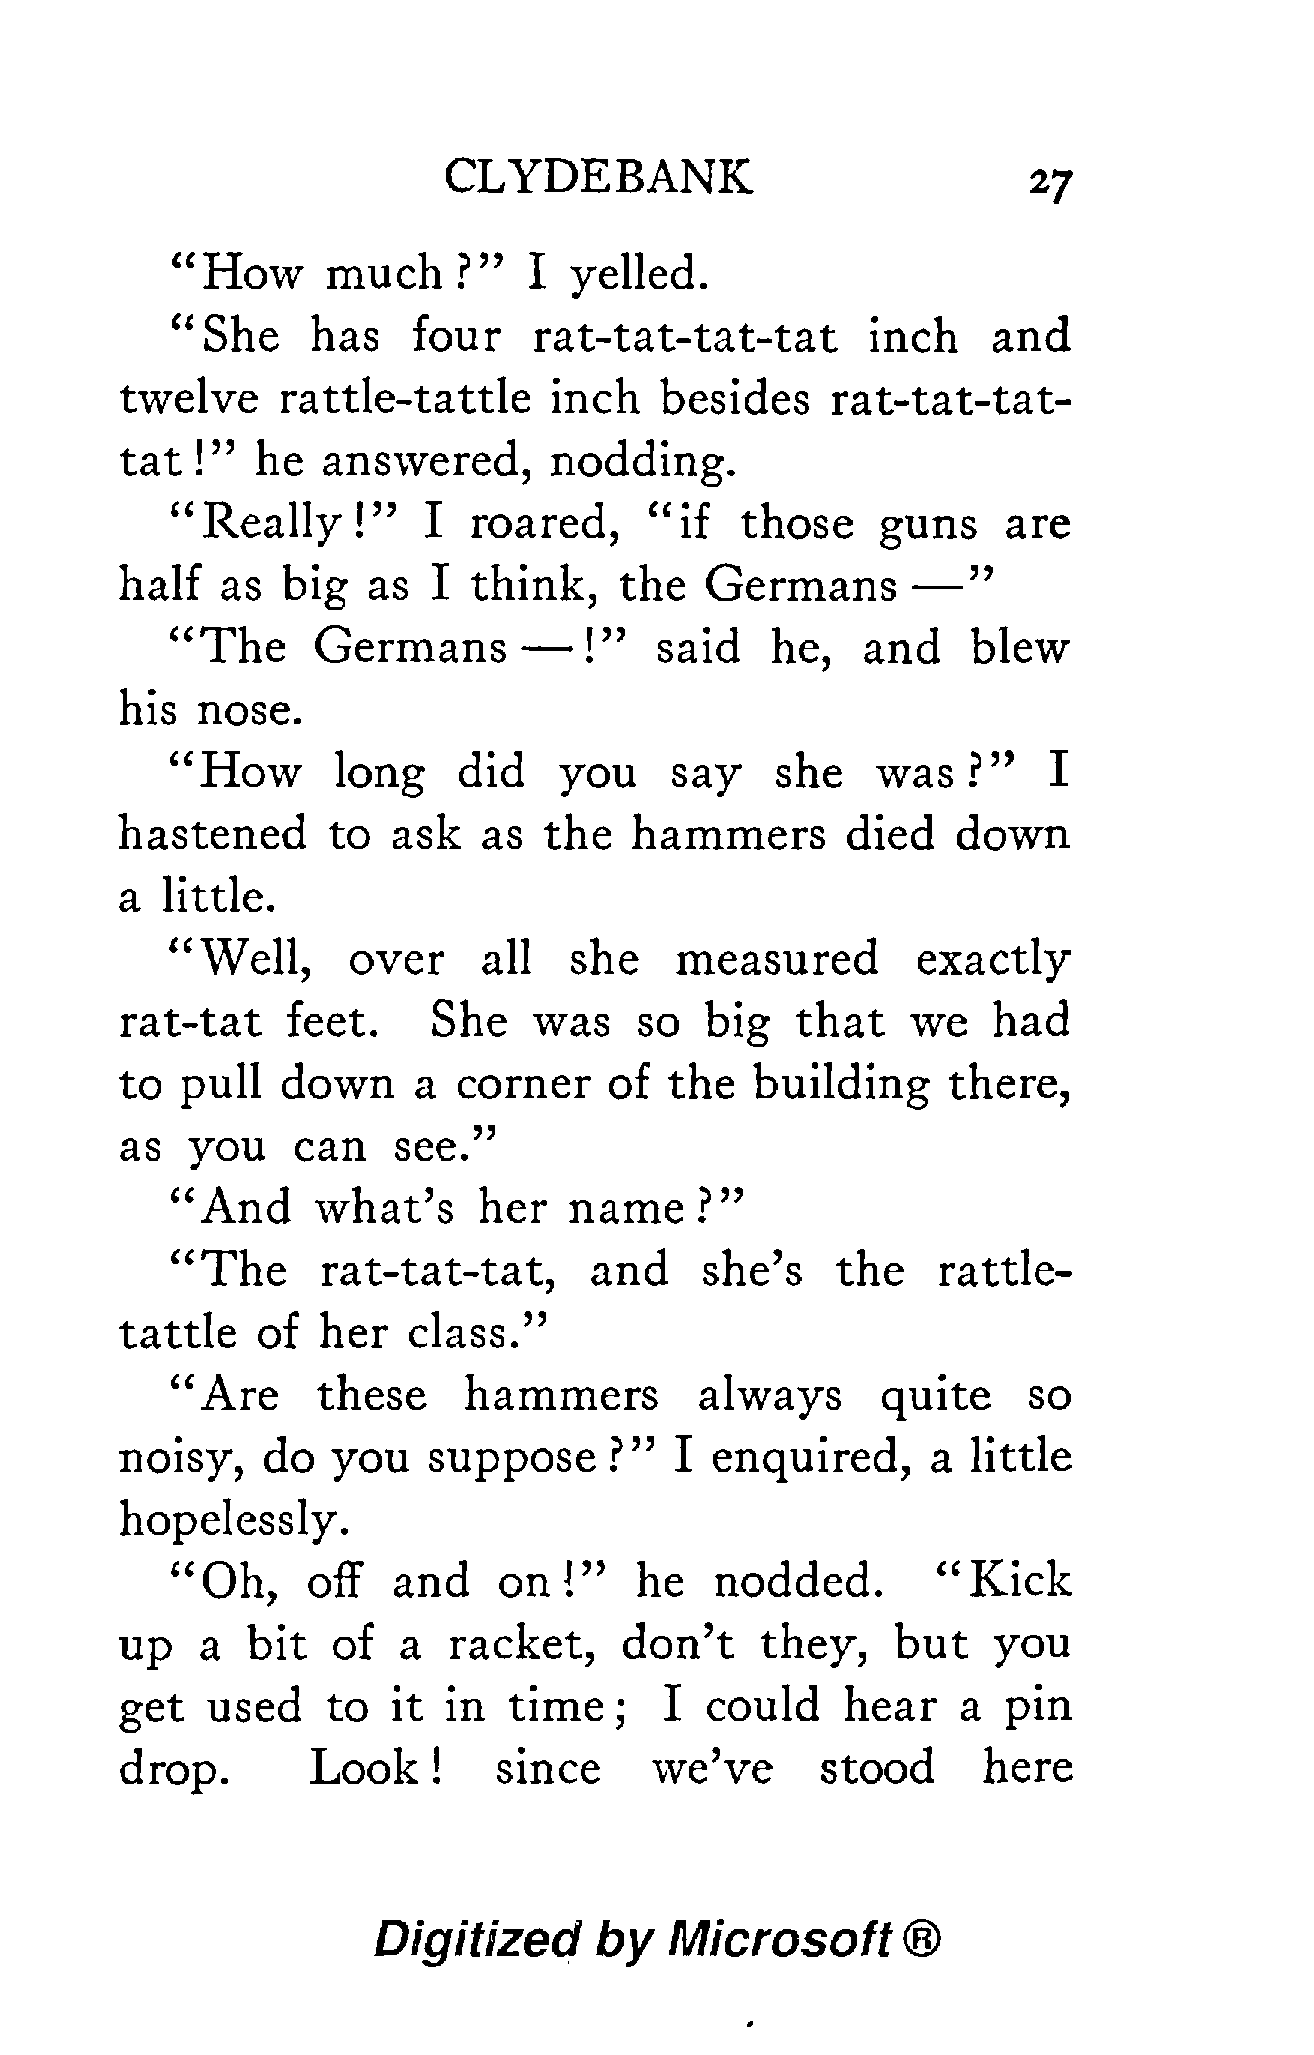 CLYDEBANK 27
“How much?” I yelled.
“She has four rat-tat-tat-tat inch and
twelve rattle-tattle inch besides rat-tat-tat-
tat!” he answered, nodding.
“Really!” I roared, “if those guns are
half as big as I think, the Germans —”
“The Germans — !” said he, and blew
his nose.
“How long did you say she was?” I
hastened to ask as the hammers died down
a little.
“Well, over all she measured exactly
rat-tat feet. She was so big that we had
to pull down a corner of the building there,
as you can see.”
“And what’s her name?”
“The rat-tat-tat, and she’s the rattle-
tattle of her class.”
“Are these hammers always quite so
noisy, do you suppose?” I enquired, a little
hopelessly.
“Oh, off and on!” he nodded. “Kick
up a bit of a racket, don’t they, but you
get used to it in time; I could hear a pin
drop. Look! since we’ve stood here
Digitized by Microsoft ®